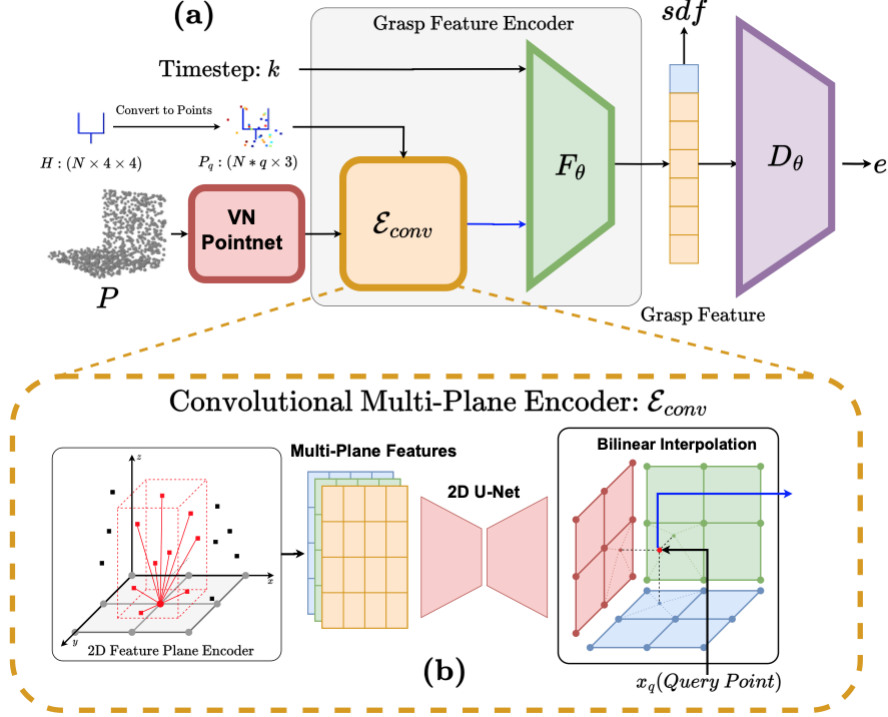 (a)
Grasp Feature Encoder
sdf
Timestep: k
Convert to Points
H : (N × 4 × 4)
P_q : (N * q × 3)
VN
Pointnet
ℰ_conv
F_θ
D_θ
e
P
Grasp Feature
Convolutional Multi-Plane Encoder: ℰ_conv
Multi-Plane Features
Bilinear Interpolation
2D U-Net
z
x
y
2D Feature Plane Encoder
(b)
x_q(Query Point)